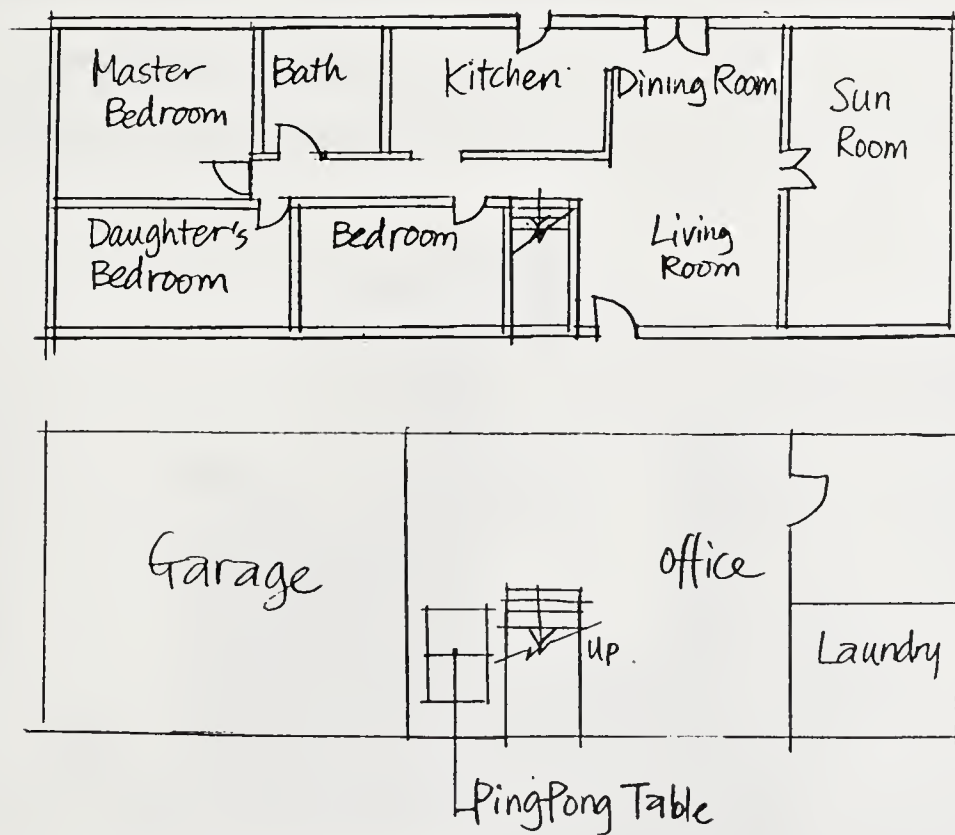 Master
Bedroom
Bath
Kitchen
Dining Room
Sun
Room
Daughter's
Bedroom
Bedroom
Living
Room
Garage
Office
Up
Laundry
PingPong Table